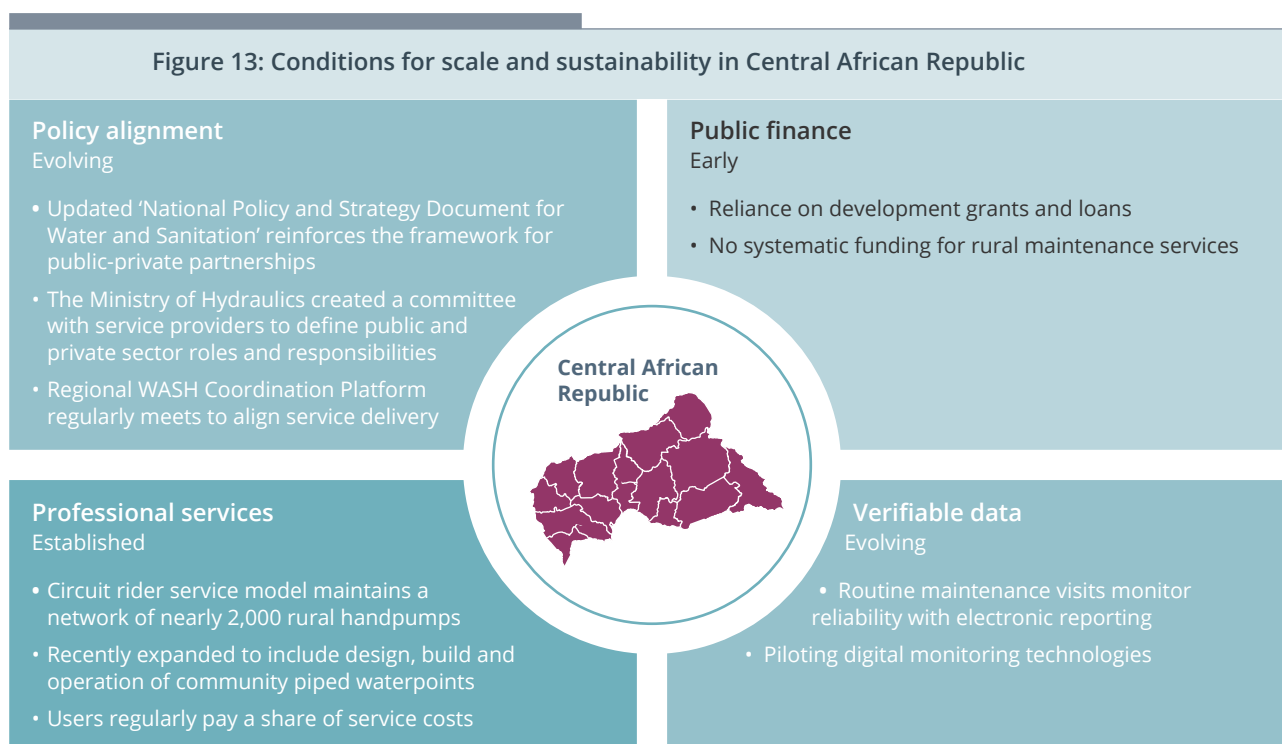 Figure 13: Conditions for scale and sustainability in Central African Republic
Policy alignment
Evolving
• Updated ‘National Policy and Strategy Document for
Water and Sanitation’ reinforces the framework for
public-private partnerships
• The Ministry of Hydraulics created a committee
with service providers to define public and
private sector roles and responsibilities
• Regional WASH Coordination Platform
regularly meets to align service delivery
Public finance
Early
• Reliance on development grants and loans
• No systematic funding for rural maintenance services
Central African
Republic
Professional services
Established
• Circuit rider service model maintains a
network of nearly 2,000 rural handpumps
• Recently expanded to include design, build and
operation of community piped waterpoints
• Users regularly pay a share of service costs
Verifiable data
Evolving
• Routine maintenance visits monitor
reliability with electronic reporting
• Piloting digital monitoring technologies